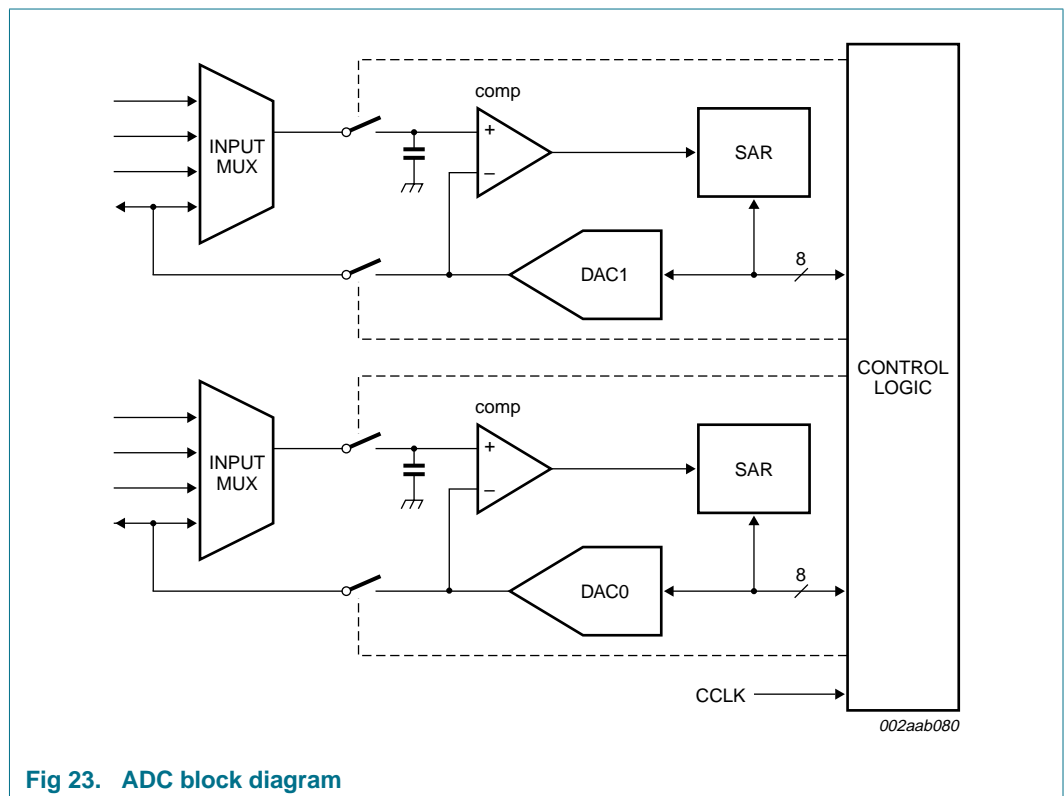 comp
+
−
INPUT
MUX
SAR
8
DAC1
CONTROL
LOGIC
comp
+
−
INPUT
MUX
SAR
8
DAC0
CCLK
002aab080
Fig 23. ADC block diagram